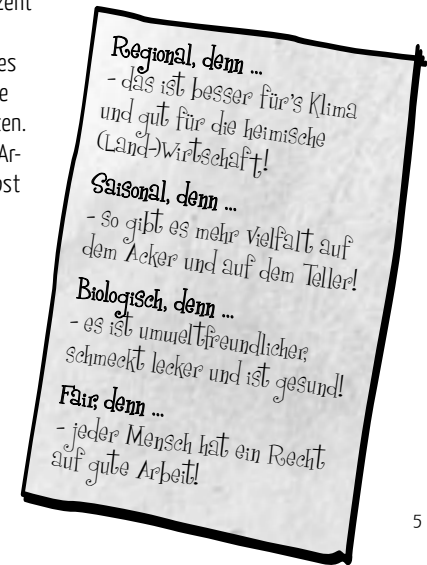 zent
es
e
ten.
Ar-
ost
Regional, denn ...
- das ist besser für's Klima
und gut für die heimische
(Land-)Wirtschaft!
Saisonal, denn ...
- so gibt es mehr Vielfalt auf
dem Acker und auf dem Teller!
Biologisch, denn ...
- es ist umweltfreundlicher,
schmeckt lecker und ist gesund!
Fair, denn ...
- jeder Mensch hat ein Recht
auf gute Arbeit!
5